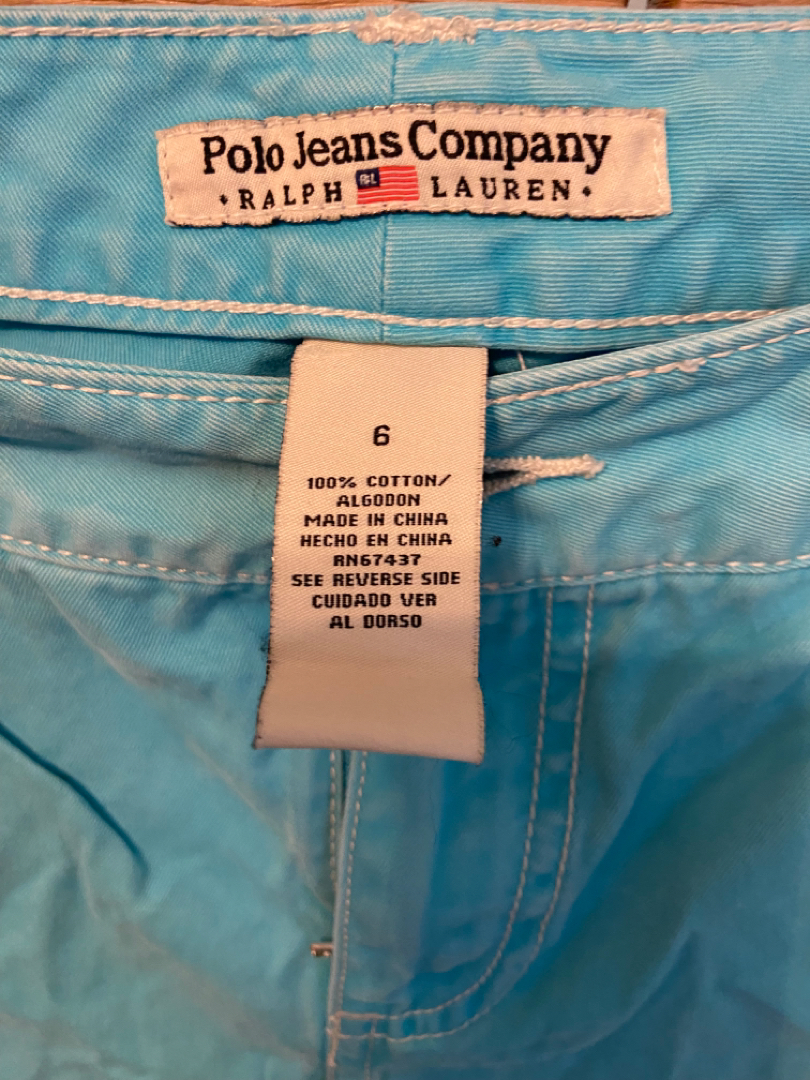 Polo Jeans Company
• RALPH RL LAUREN •
6
100% COTTON/
ALGODON
MADE IN CHINA
HECHO EN CHINA
RN67437
SEE REVERSE SIDE
CUIDADO VER
AL DORSO